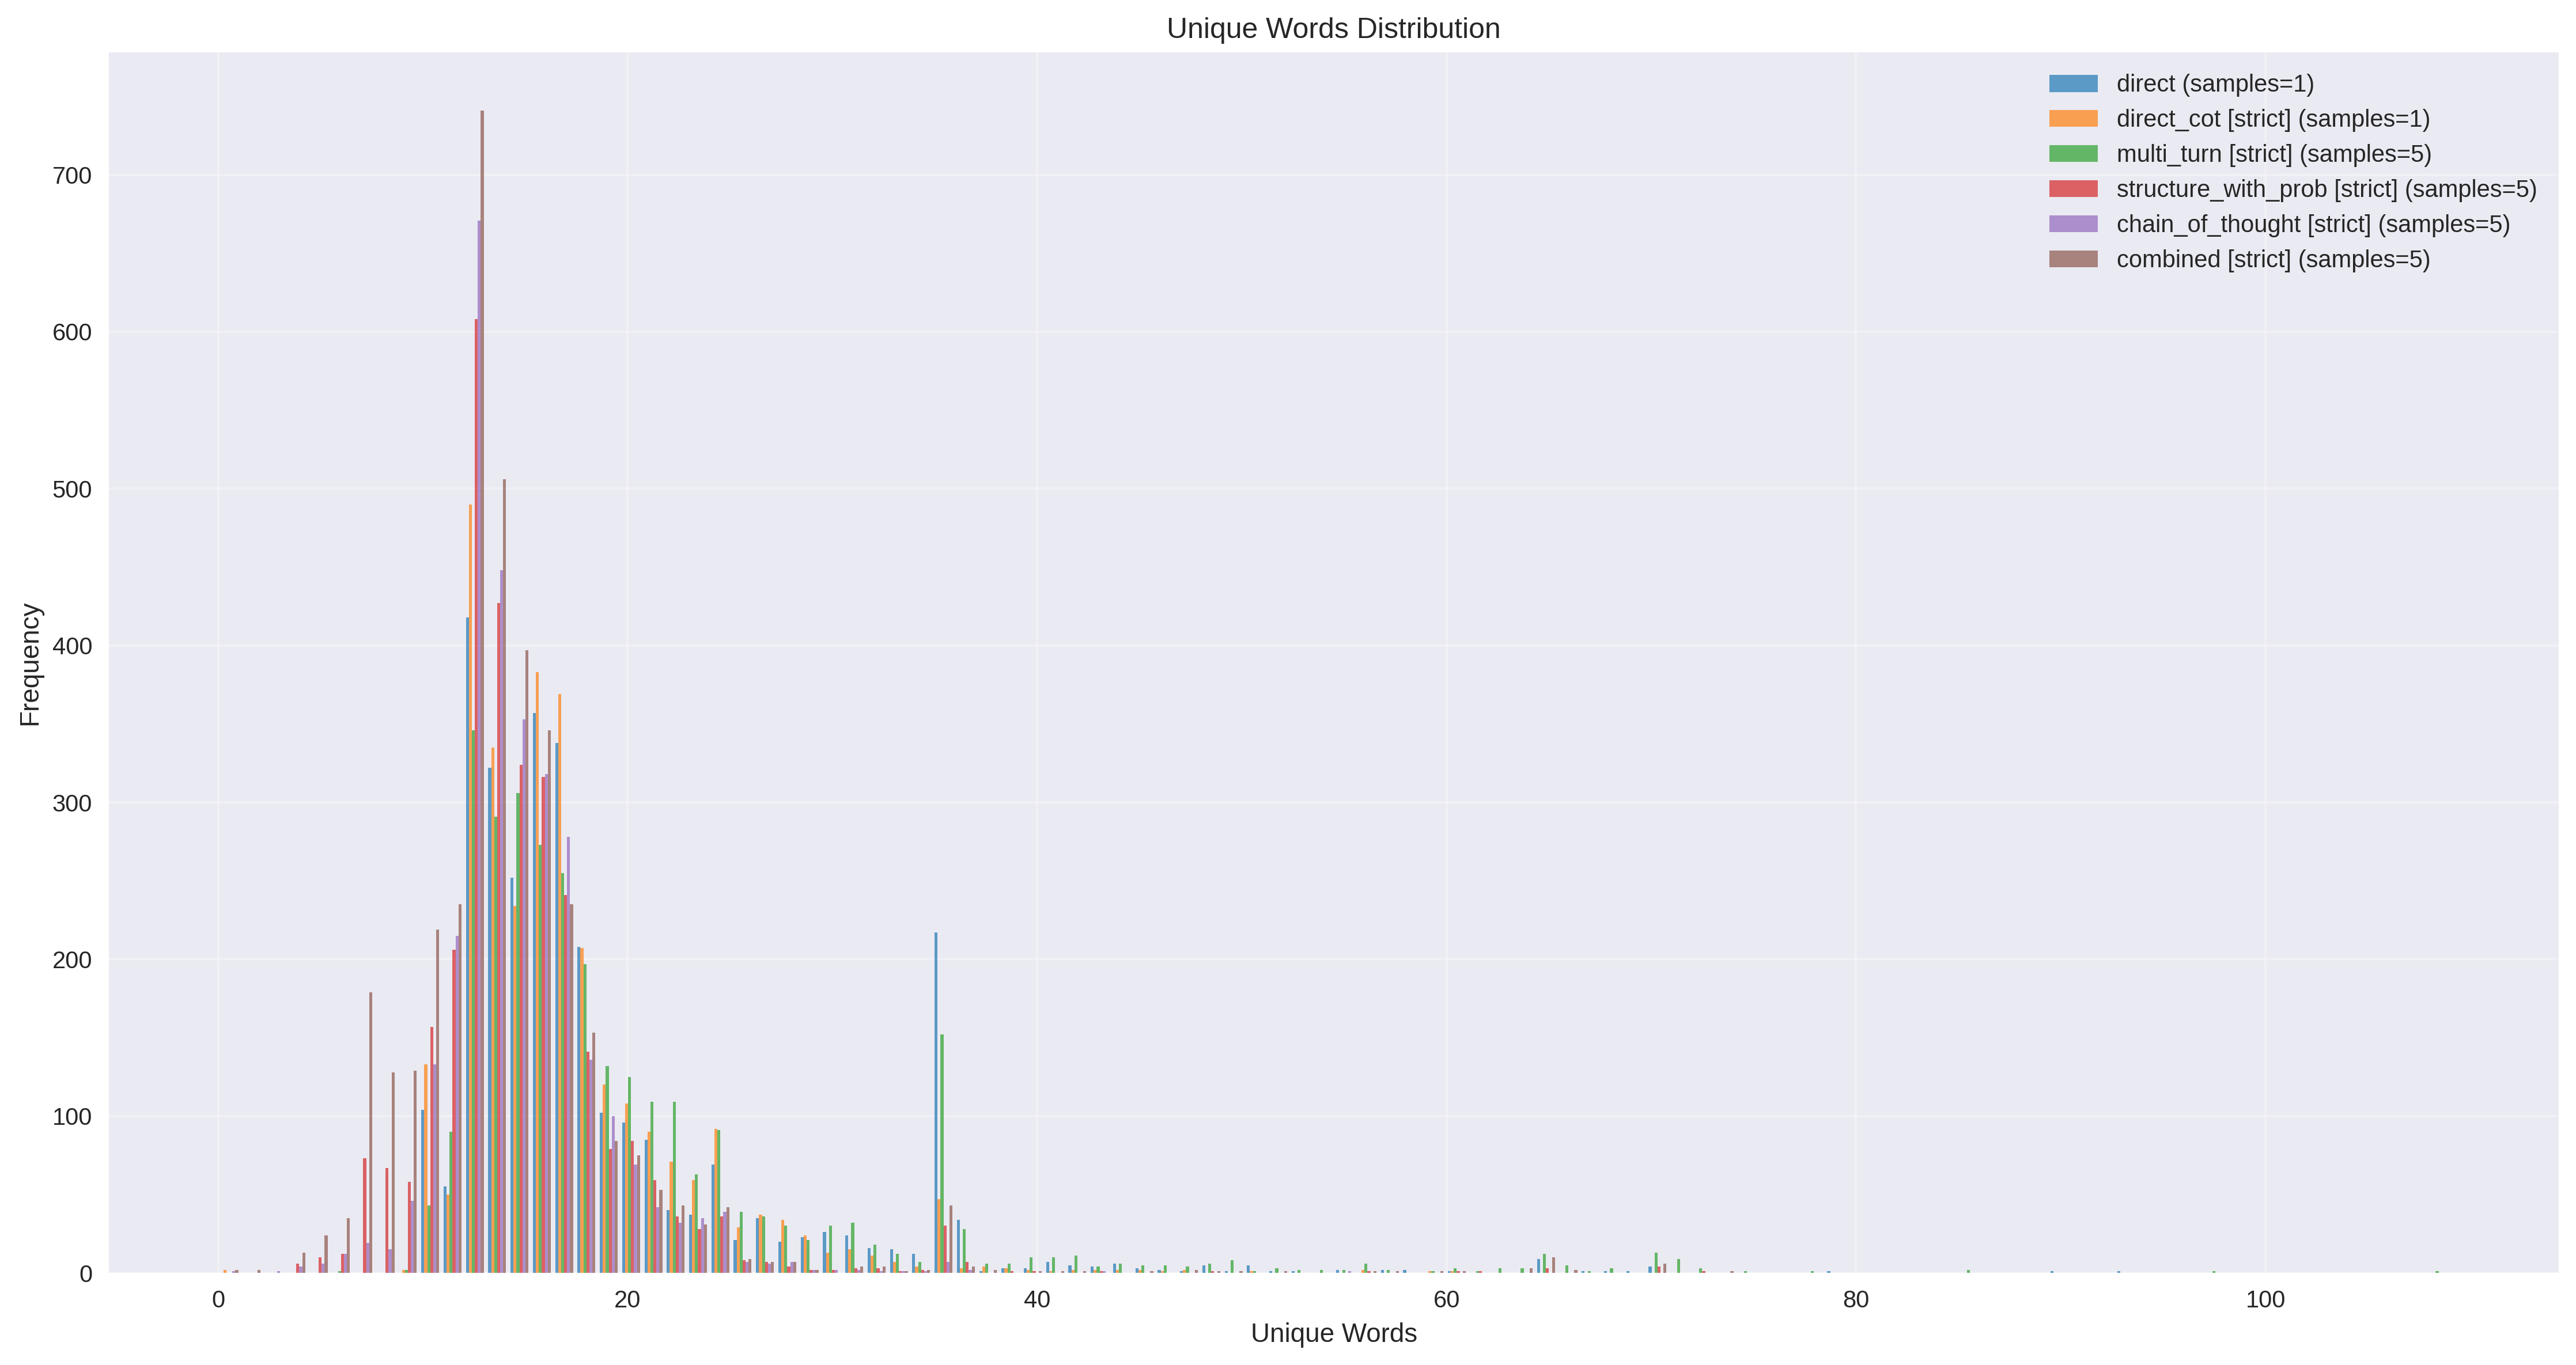 Unique Words Distribution
direct (samples=1)
direct_cot [strict] (samples=1)
multi_turn [strict] (samples=5)
structure_with_prob [strict] (samples=5)
chain_of_thought [strict] (samples=5)
combined [strict] (samples=5)
700
600
500
400
300
200
100
0
Frequency
0 20 40 60 80 100
Unique Words